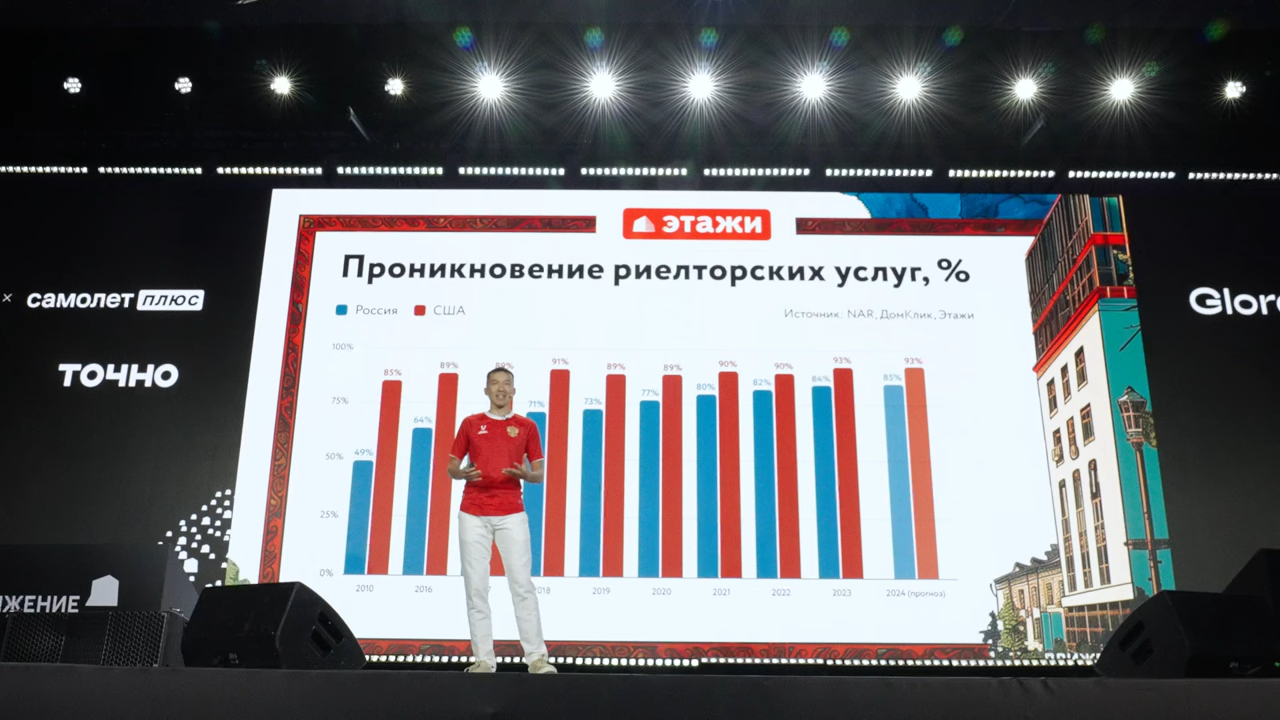 этажи
Проникновение риелторских услуг, %
Россия США
Источник: NAR, ДомКлик, Этажи
× самолет плюс
точно
Glor
100%
75%
50%
25%
0%
49% 85% 64% 89% 89% 71% 91% 73% 89% 77% 89% 80% 90% 82% 90% 84% 93% 85% 93%
2010 2016 2018 2019 2020 2021 2022 2023 2024 (прогноз)
ИЖЕНИЕ